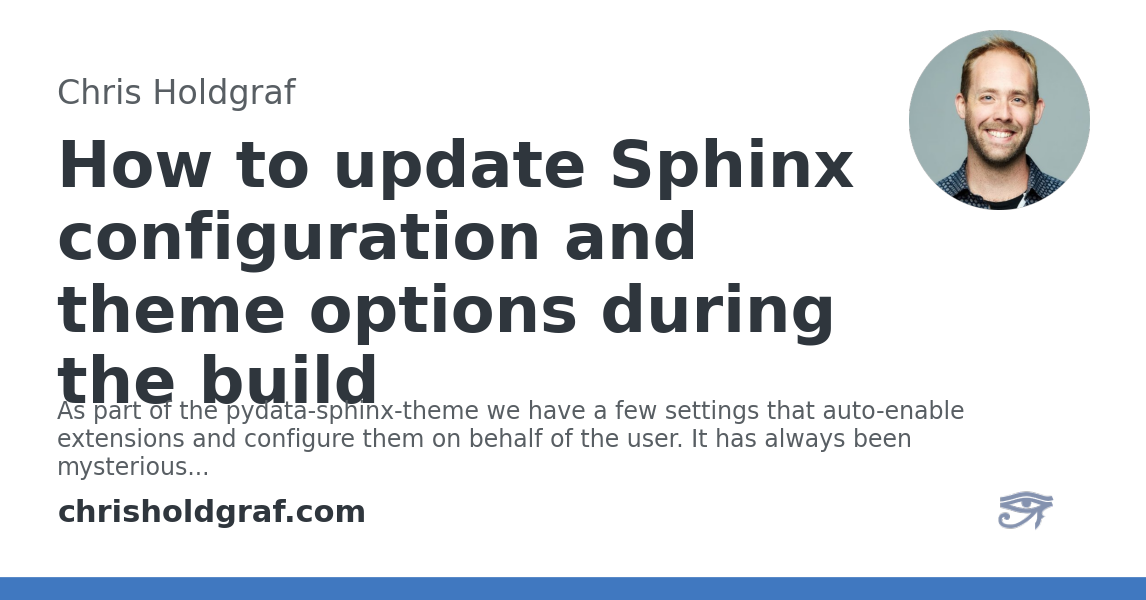 Chris Holdgraf
How to update Sphinx
configuration and
theme options during
the build
As part of the pydata-sphinx-theme we have a few settings that auto-enable
extensions and configure them on behalf of the user. It has always been
mysterious...
chrisholdgraf.com